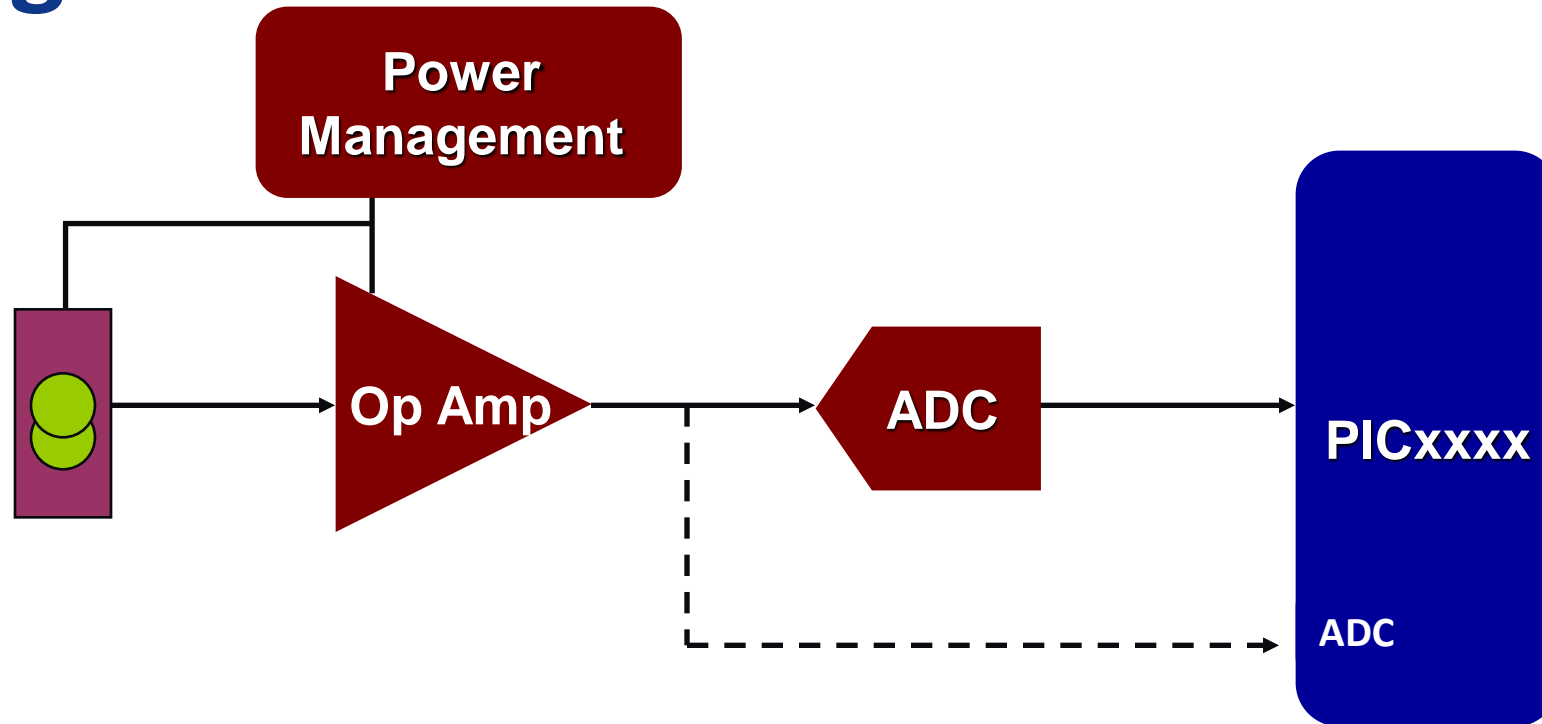 g
Power
Management
Op Amp
ADC
PICxxxx
ADC